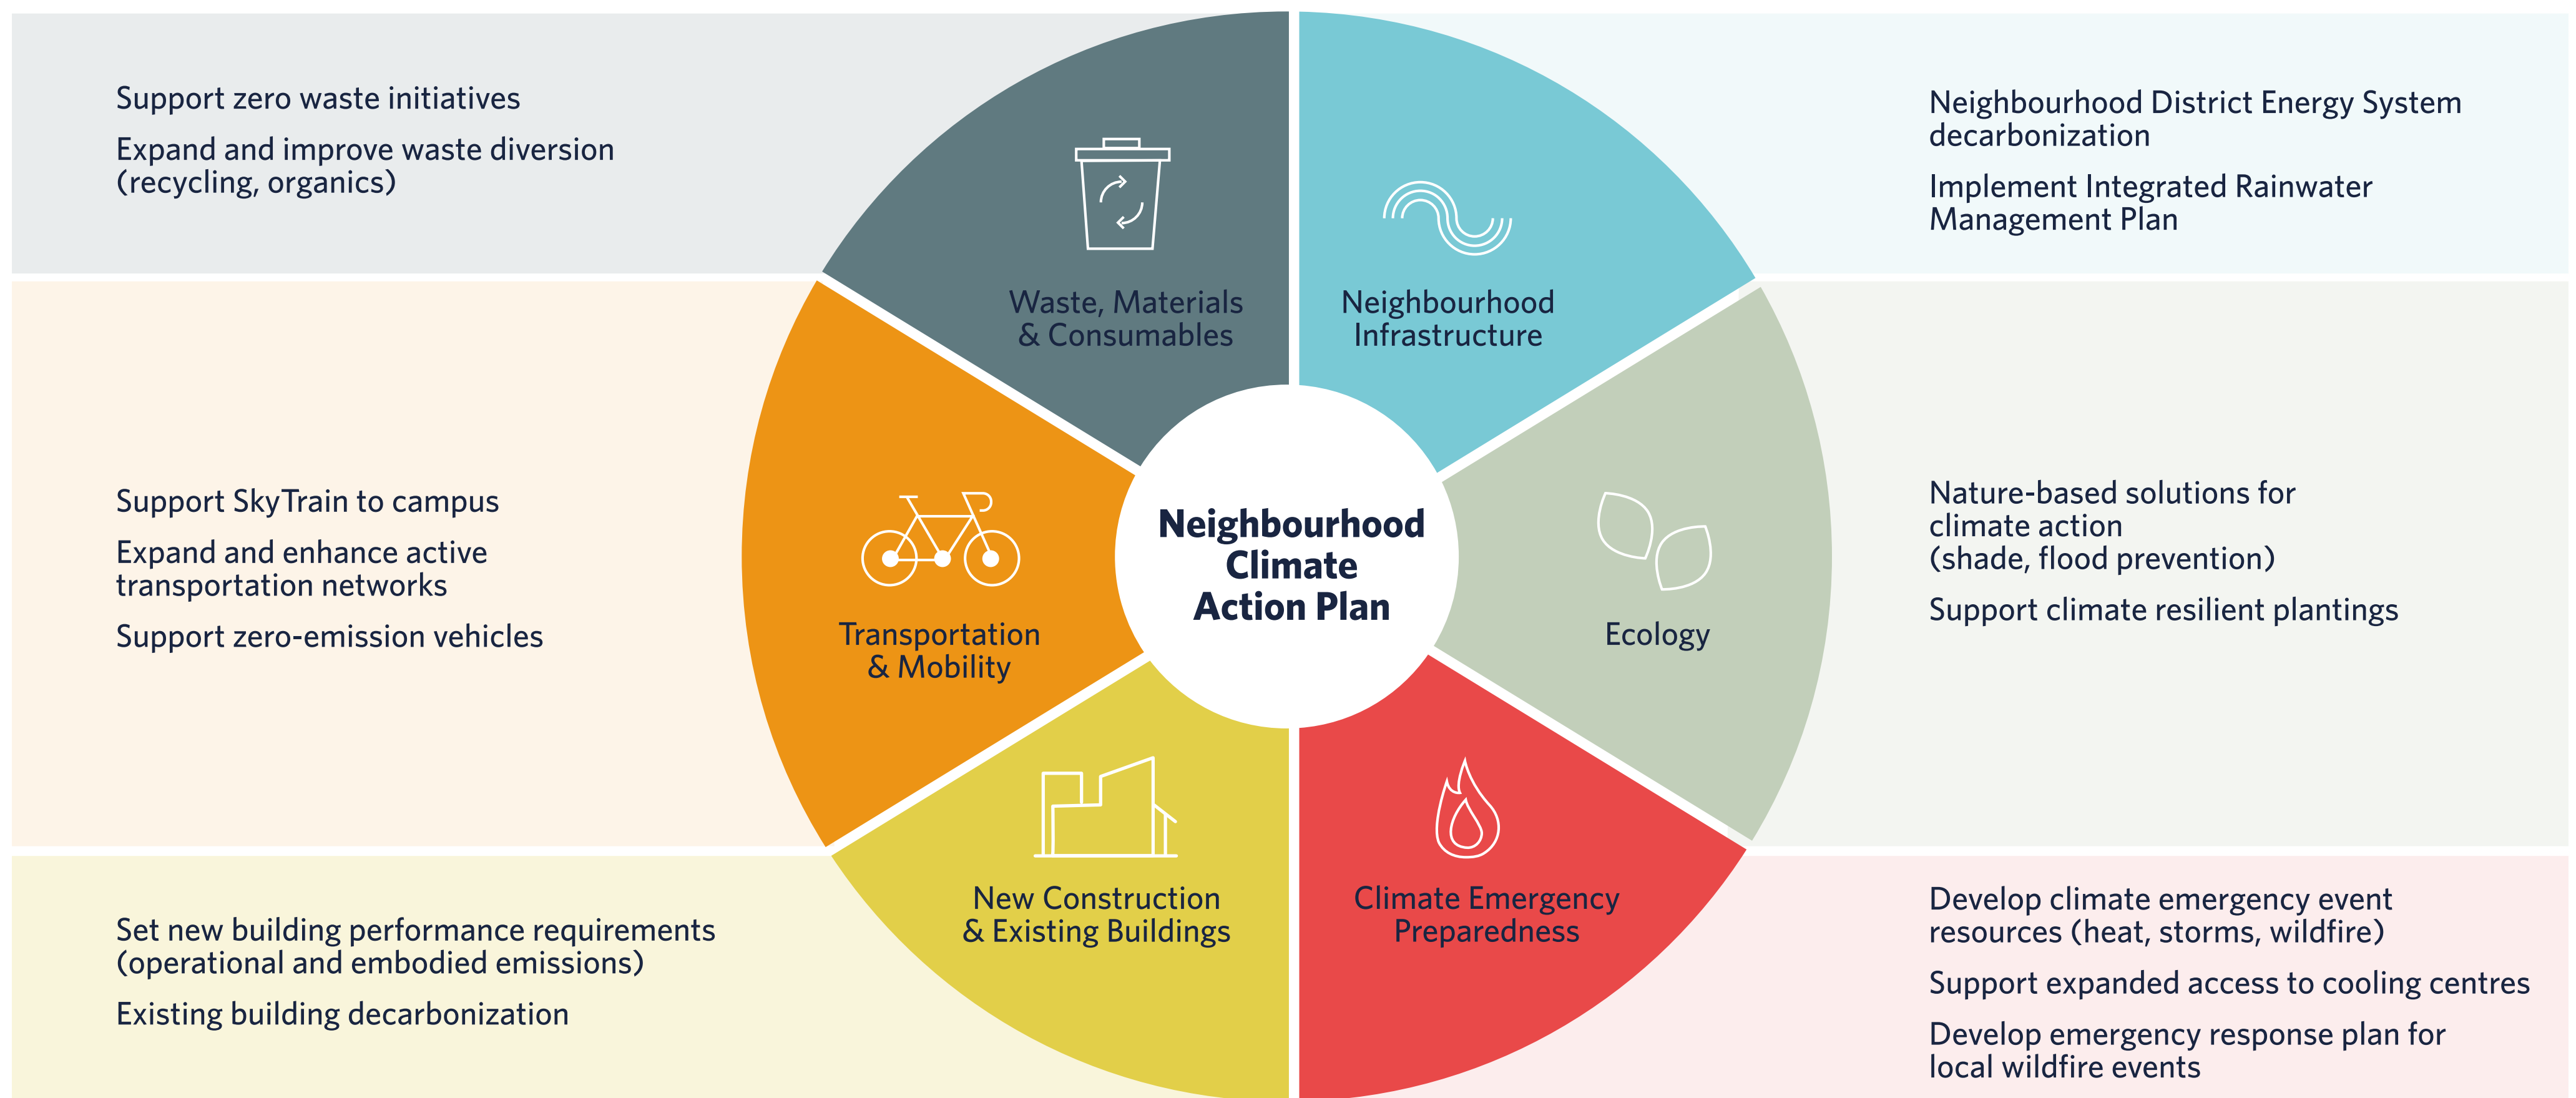 Support zero waste initiatives
Expand and improve waste diversion
(recycling, organics)
Waste, Materials
& Consumables
Neighbourhood
Infrastructure
Neighbourhood District Energy System
decarbonization
Implement Integrated Rainwater
Management Plan
Support SkyTrain to campus
Expand and enhance active
transportation networks
Support zero-emission vehicles
Transportation
& Mobility
Neighbourhood
Climate
Action Plan
Ecology
Nature-based solutions for
climate action
(shade, flood prevention)
Support climate resilient plantings
Set new building performance requirements
(operational and embodied emissions)
Existing building decarbonization
New Construction
& Existing Buildings
Climate Emergency
Preparedness
Develop climate emergency event
resources (heat, storms, wildfire)
Support expanded access to cooling centres
Develop emergency response plan for
local wildfire events